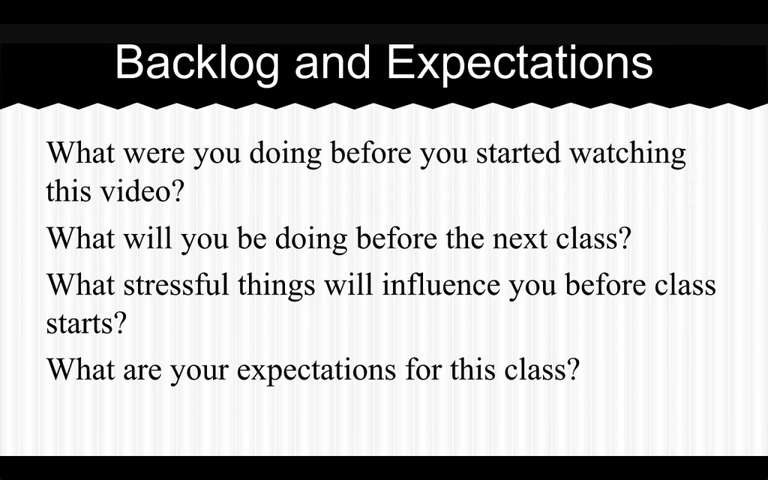 Backlog and Expectations
What were you doing before you started watching
this video?
What will you be doing before the next class?
What stressful things will influence you before class
starts?
What are your expectations for this class?